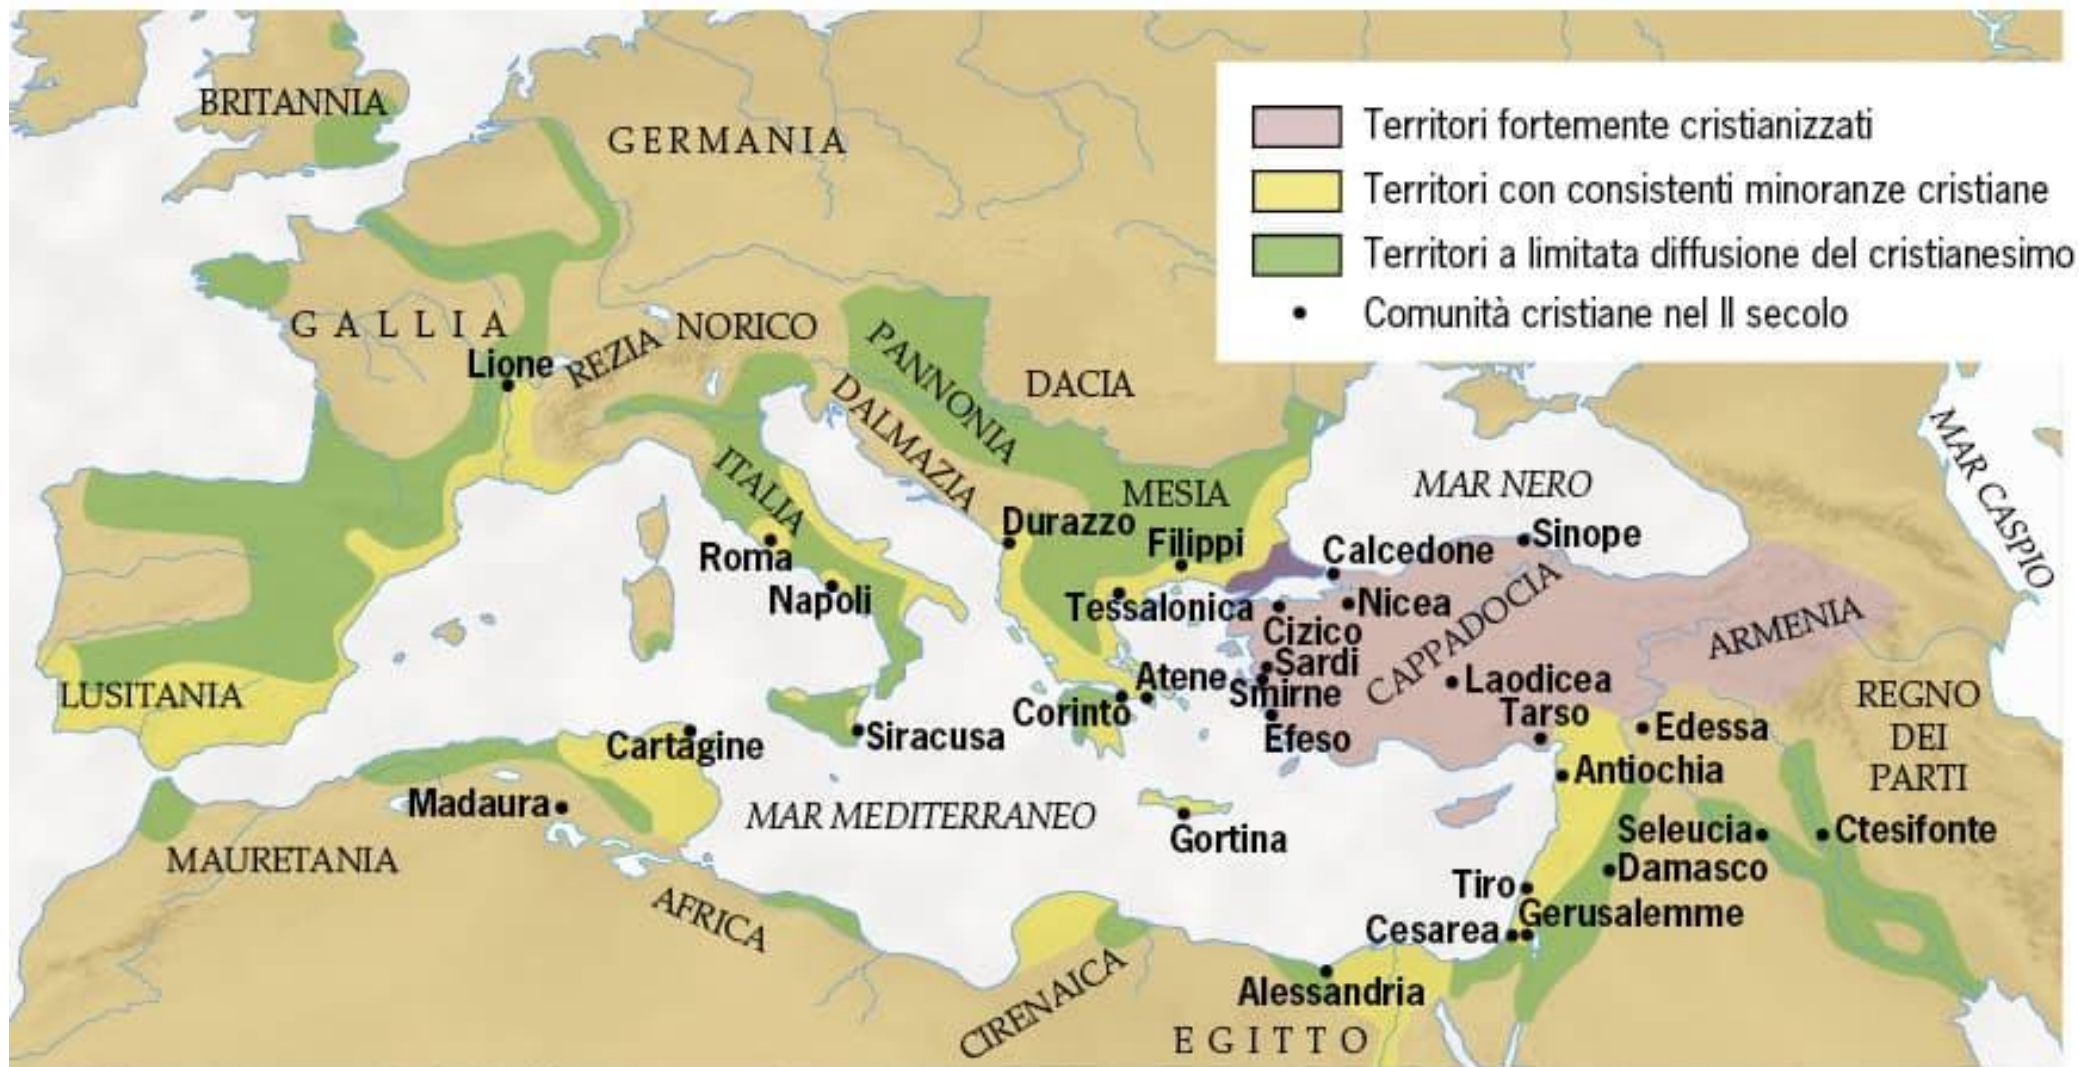 BRITANNIA
GERMANIA
Territori fortemente cristianizzati
Territori con consistenti minoranze cristiane
Territori a limitata diffusione del cristianesimo
Comunità cristiane nel II secolo
GALLIA
Lione
REZIA
NORICO
PANNONIA
DACIA
DALMAZIA
ITALIA
MESIA
MAR NERO
MAR CASPIO
Durazzo
Filippi
Calcedone
Sinope
Roma
Napoli
Tessalonica
Nicea
Cizico
CAPPADOCIA
ARMENIA
Sardi
Atene
Smirne
Laodicea
LUSITANIA
Corinto
Efeso
Tarso
Edessa
REGNO
DEI
PARTI
Cartagine
Siracusa
Antiochia
Madaura
MAR MEDITERRANEO
Gortina
Seleucia
Ctesifonte
MAURETANIA
Damasco
Tiro
AFRICA
Gerusalemme
Cesarea
CIRENAICA
Alessandria
EGITTO